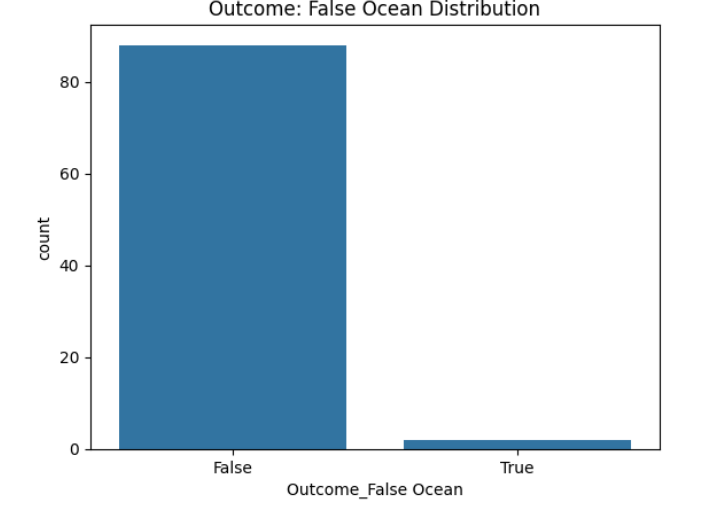 Outcome: False Ocean Distribution
80
60
40
20
0
count
False True
Outcome_False Ocean